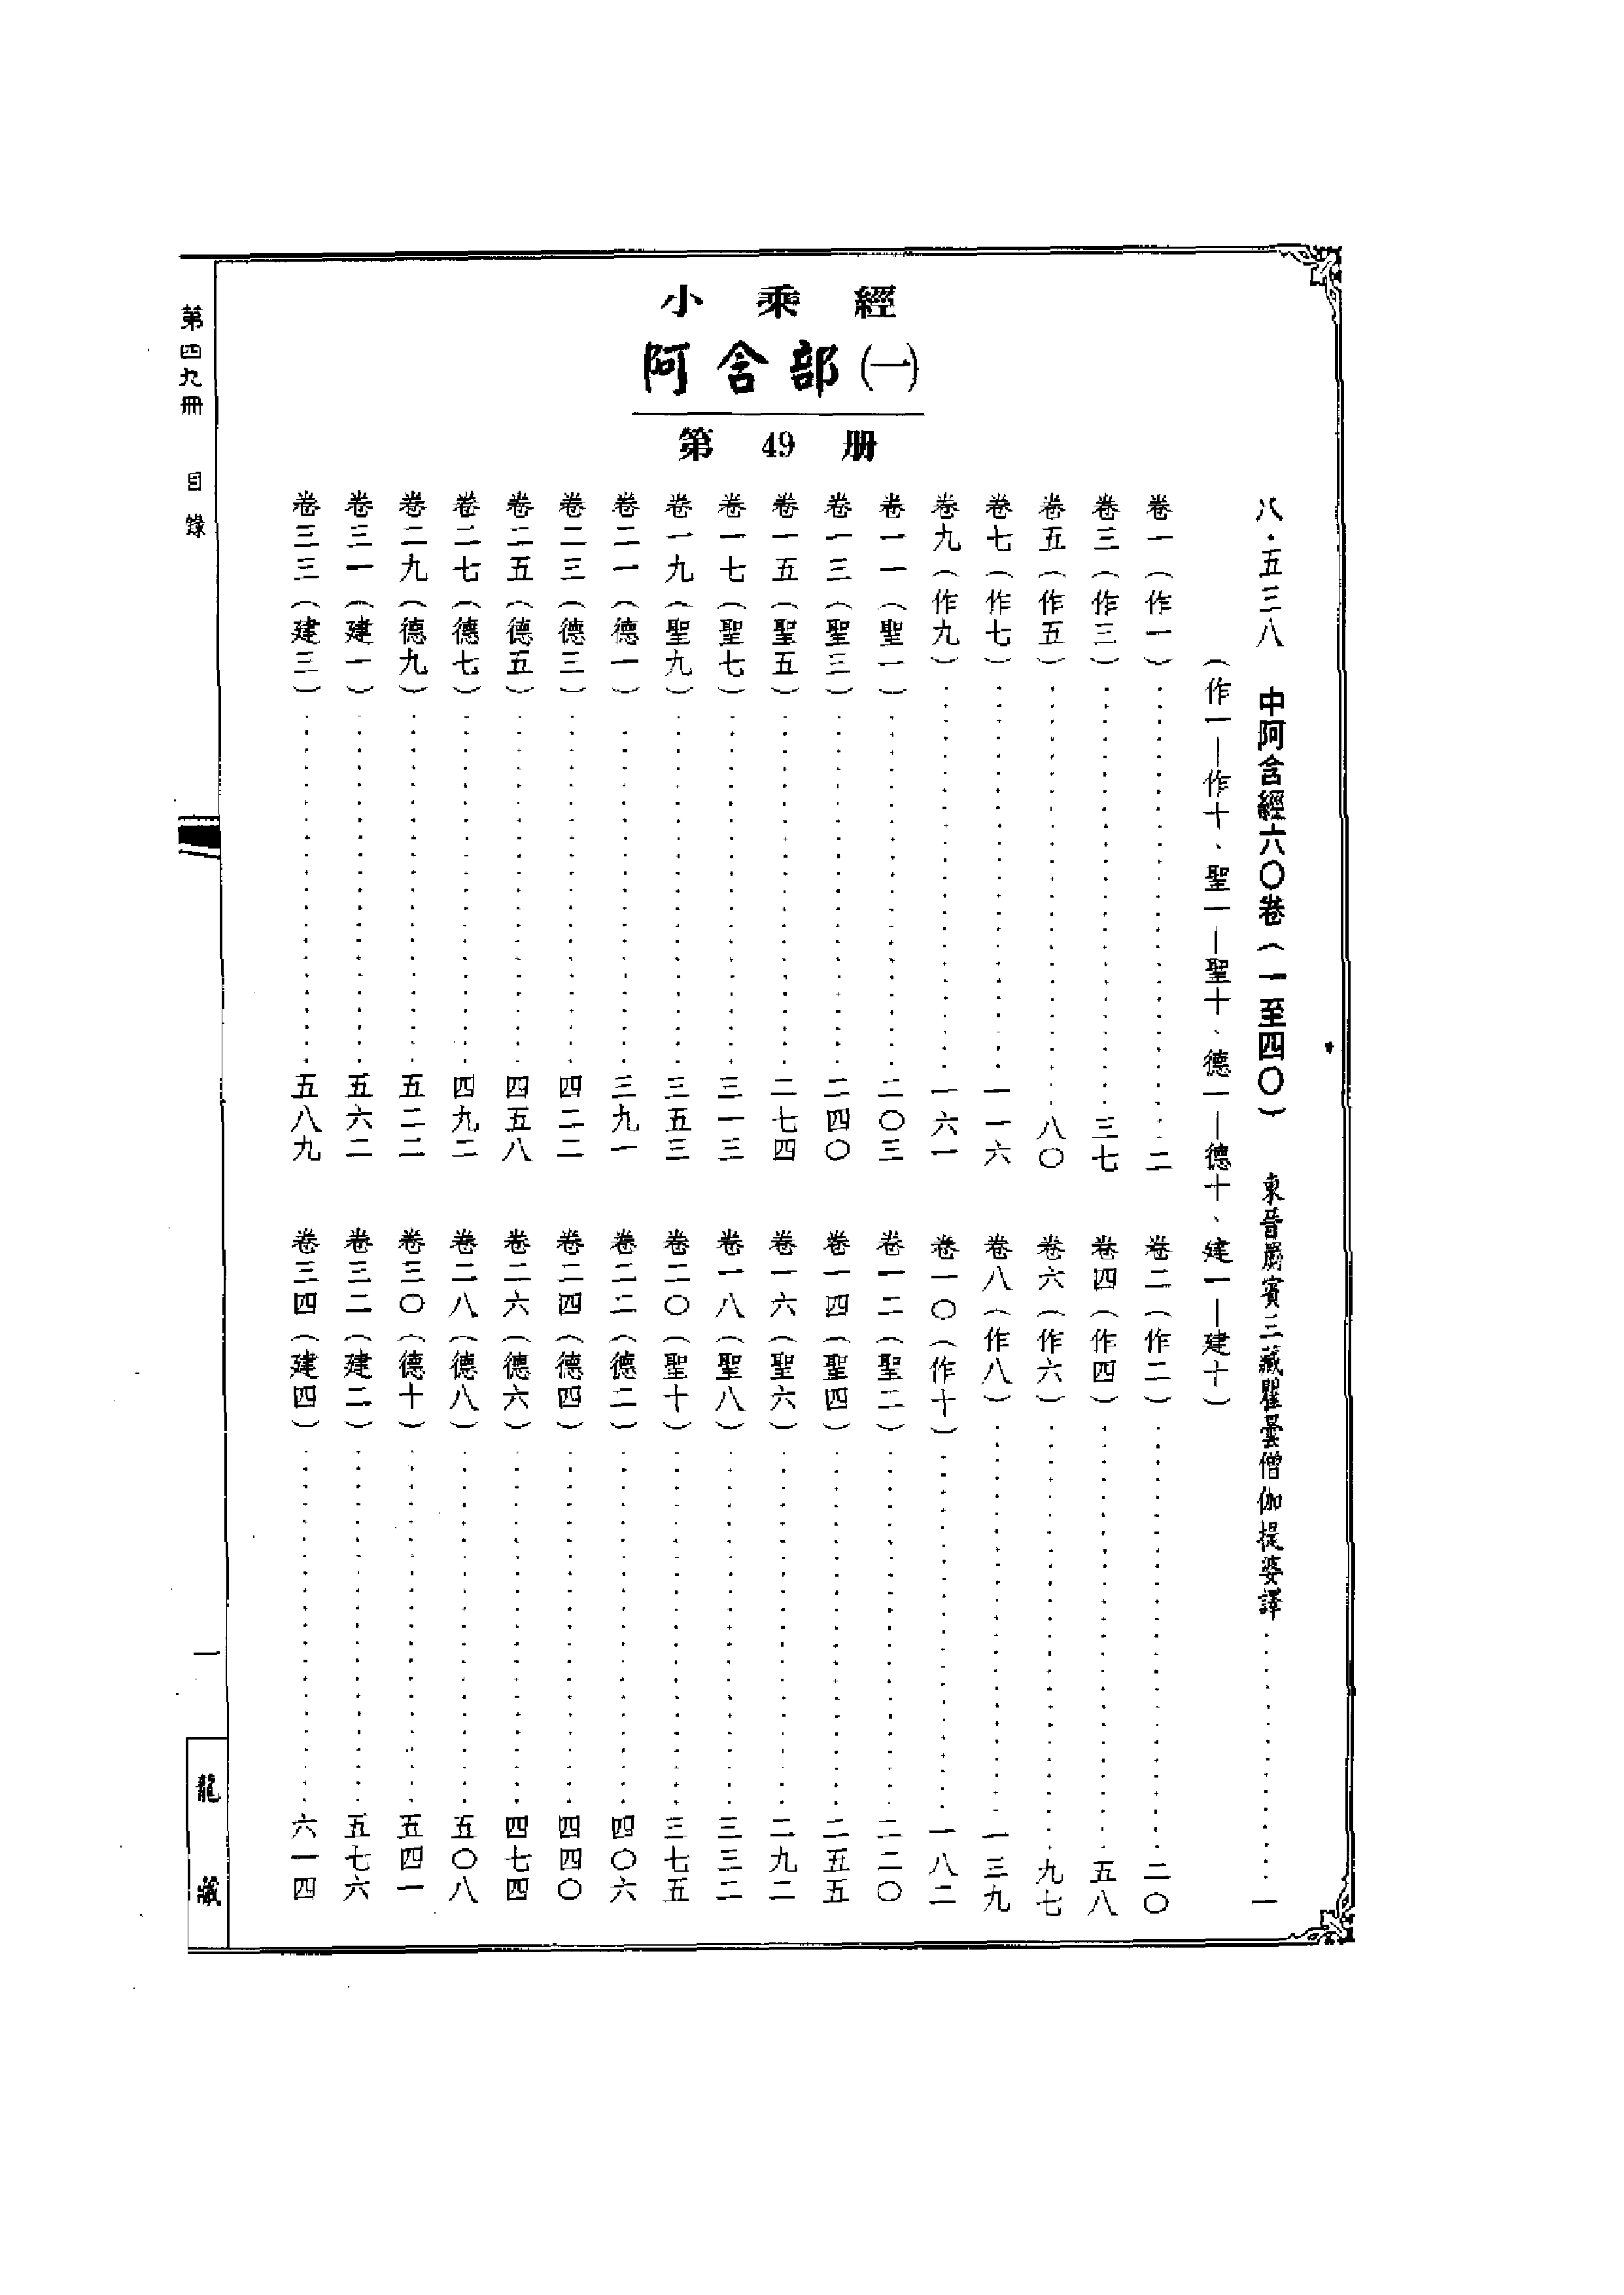 小乘經
阿含部(一)
第49册
八·五三八 中阿含經六〇卷(一至四〇) 東晉罽賓三藏瞿曇僧伽提婆譯……一
(作一—作十、聖一—聖十、德一—德十、建一—建十)
卷一(作一)……二 卷二(作二)……二〇
卷三(作三)……三七 卷四(作四)……五八
卷五(作五)……八〇 卷六(作六)……九七
卷七(作七)……一一六 卷八(作八)……一三九
卷九(作九)……一六一 卷一〇(作十)……一八二
卷一一(聖一)……二〇三 卷一二(聖二)……二二〇
卷一三(聖三)……二四〇 卷一四(聖四)……二五五
卷一五(聖五)……二七四 卷一六(聖六)……二九二
卷一七(聖七)……三一三 卷一八(聖八)……三三二
卷一九(聖九)……三五三 卷二〇(聖十)……三七五
卷二一(德一)……三九一 卷二二(德二)……四〇六
卷二三(德三)……四二二 卷二四(德四)……四四〇
卷二五(德五)……四五八 卷二六(德六)……四七四
卷二七(德七)……四九二 卷二八(德八)……五〇八
卷二九(德九)……五二二 卷三〇(德十)……五四一
卷三一(建一)……五六二 卷三二(建二)……五七六
卷三三(建三)……五八九 卷三四(建四)……六一四
第四九冊 目錄
一
龍藏